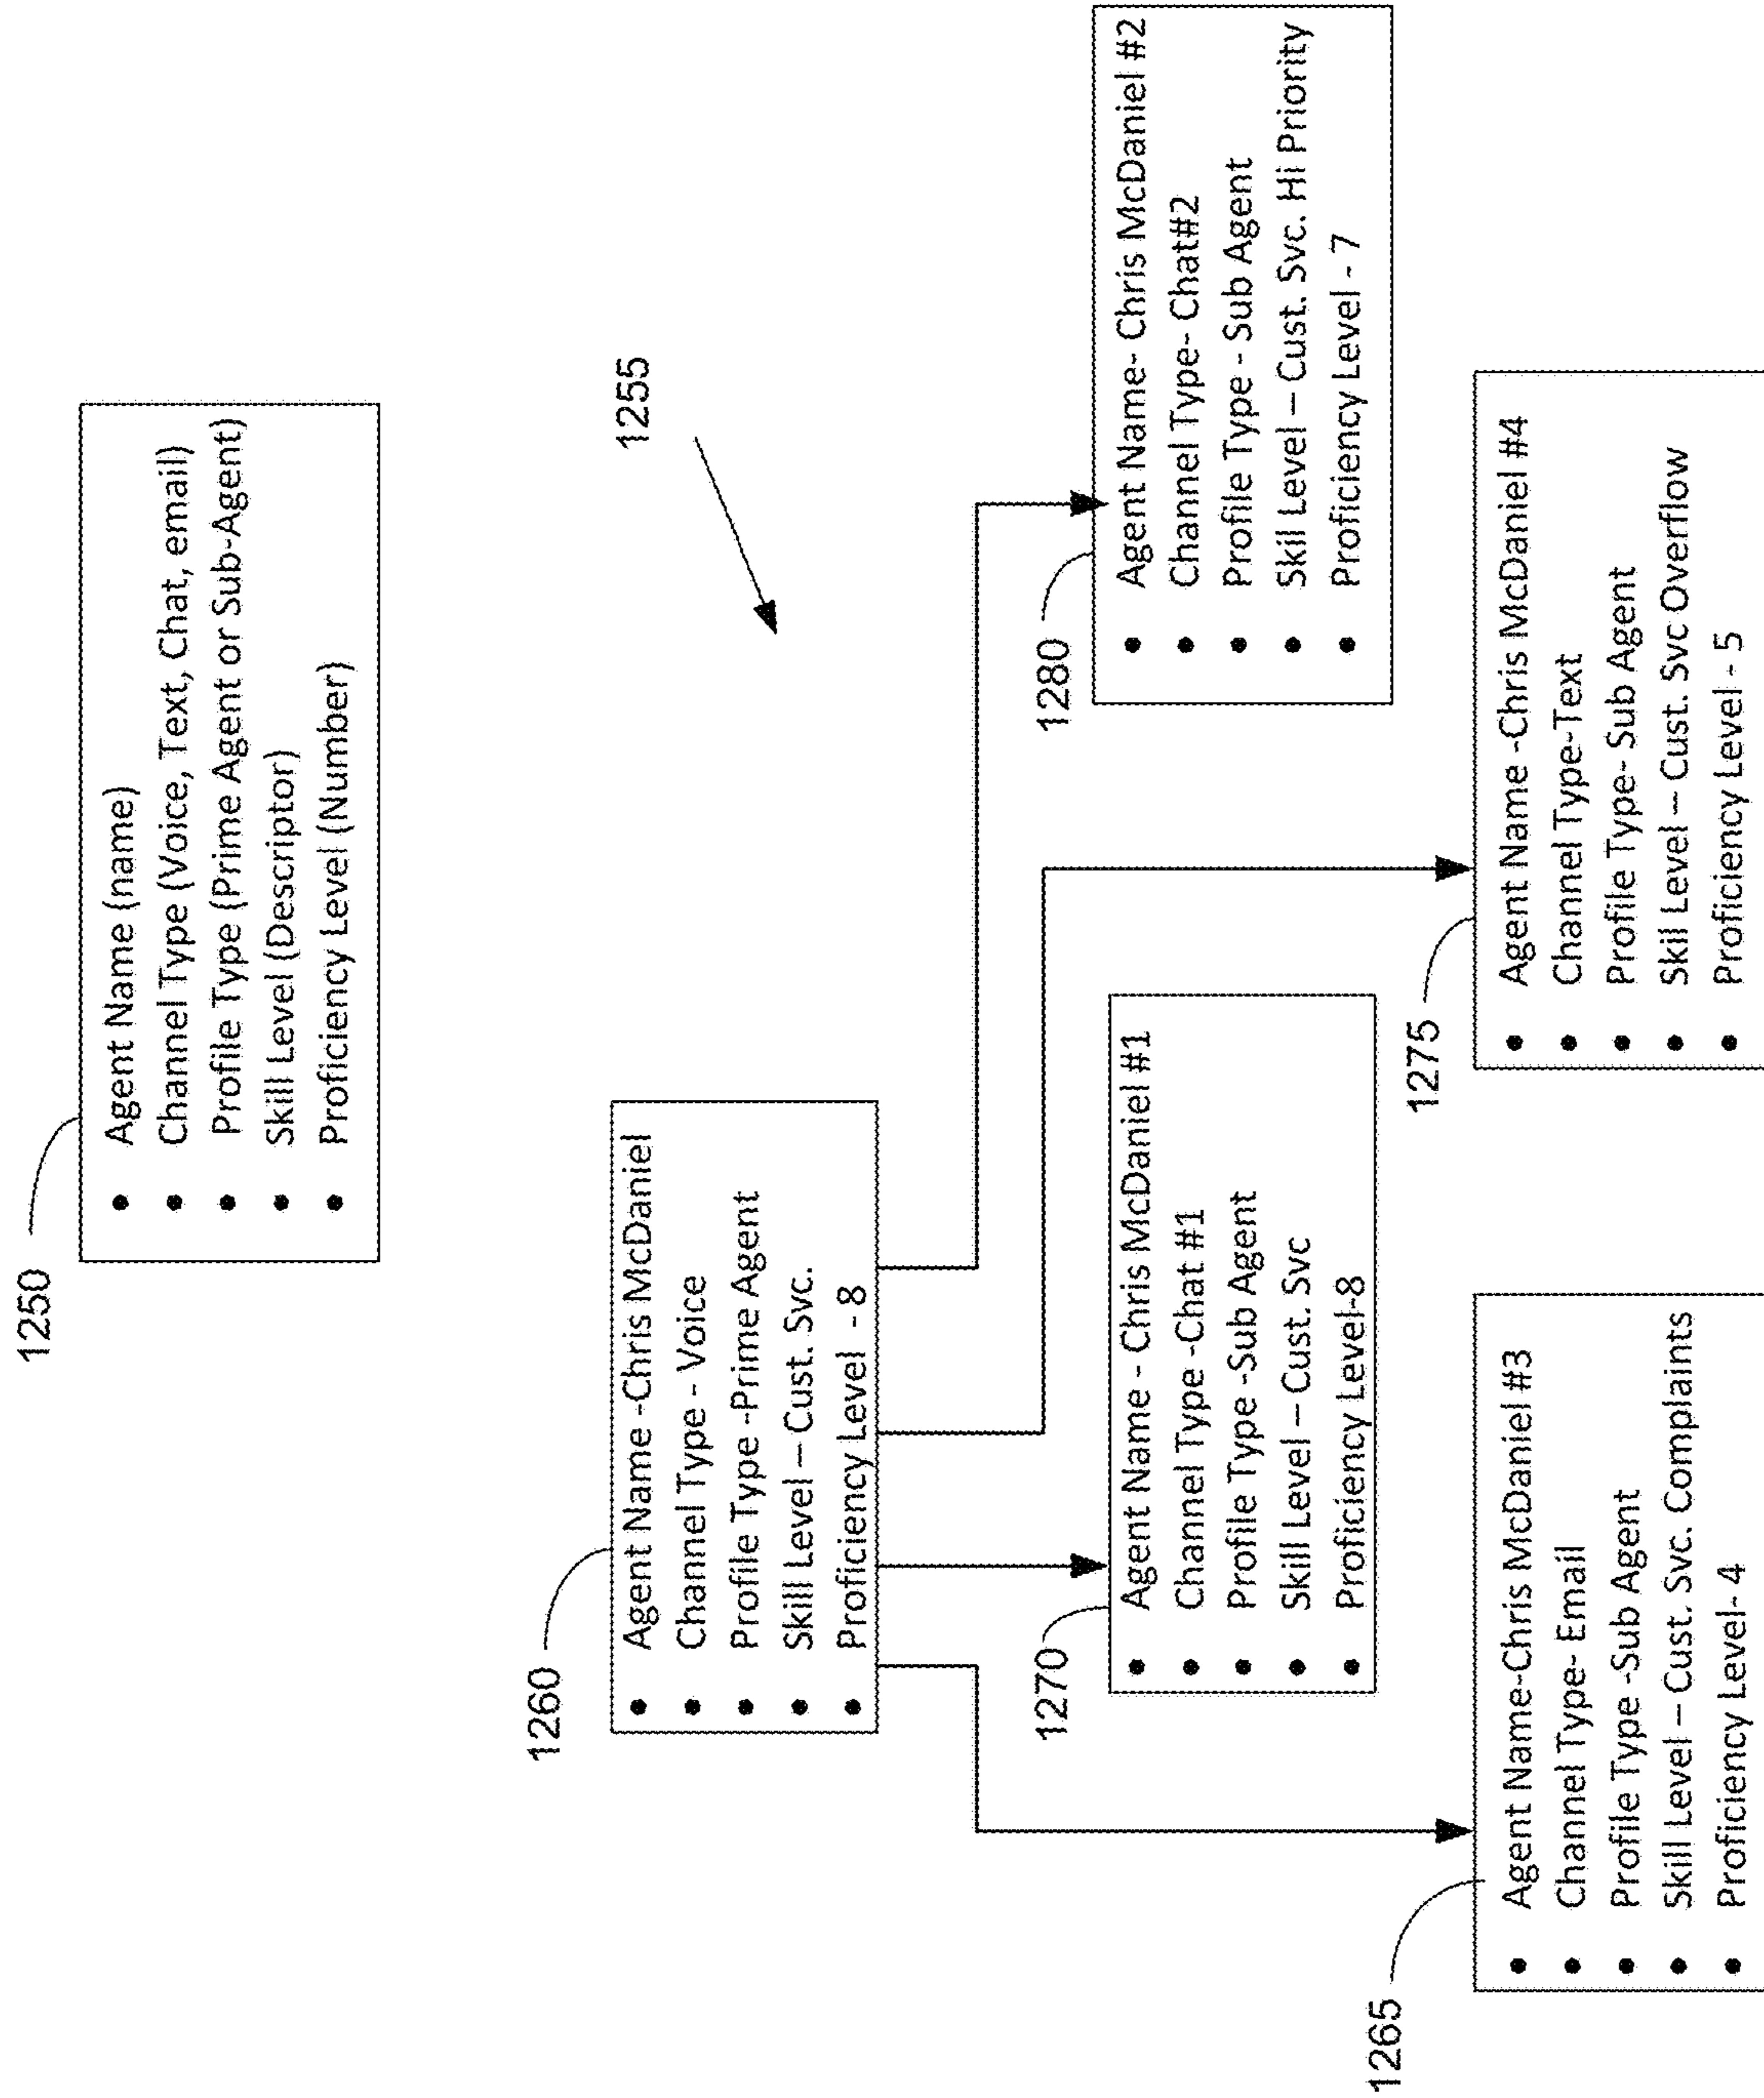 1250
• Agent Name (name)
• Channel Type (Voice, Text, Chat, email)
• Profile Type (Prime Agent or Sub-Agent)
• Skill Level (Descriptor)
• Proficiency Level (Number)
1255
1260
• Agent Name -Chris McDaniel
• Channel Type - Voice
• Profile Type -Prime Agent
• Skill Level – Cust. Svc.
• Proficiency Level - 8
1270
• Agent Name - Chris McDaniel #1
• Channel Type -Chat #1
• Profile Type -Sub Agent
• Skill Level – Cust. Svc
• Proficiency Level-8
1280
• Agent Name- Chris McDaniel #2
• Channel Type- Chat#2
• Profile Type - Sub Agent
• Skil Level – Cust. Svc. Hi Priority
• Proficiency Level - 7
1265
• Agent Name-Chris McDaniel #3
• Channel Type- Email
• Profile Type -Sub Agent
• Skill Level – Cust. Svc. Complaints
• Proficiency Level- 4
1275
• Agent Name -Chris McDaniel #4
• Channel Type-Text
• Profile Type- Sub Agent
• Skil Level – Cust. Svc Overflow
• Proficiency Level - 5